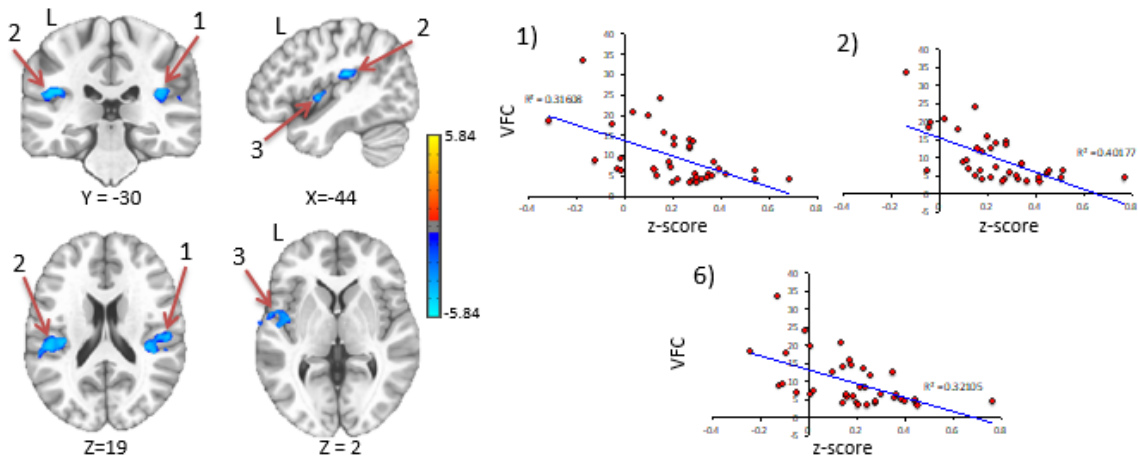 L
2
1
Y = -30
L
2
3
X=-44
2
1
Z=19
L
3
Z = 2
5.84
-5.84
1)
VFC
40
35
30
25
20
15
10
5
0
-5
R² = 0.31608
-0.4 -0.2 0 0.2 0.4 0.6 0.8
z-score
2)
40
35
30
25
20
15
10
5
0
-5
R² = 0.40177
-0.4 -0.2 0 0.2 0.4 0.6 0.8
z-score
6)
VFC
40
35
30
25
20
15
10
5
0
-5
R² = 0.32105
-0.4 -0.2 0 0.2 0.4 0.6 0.8
z-score